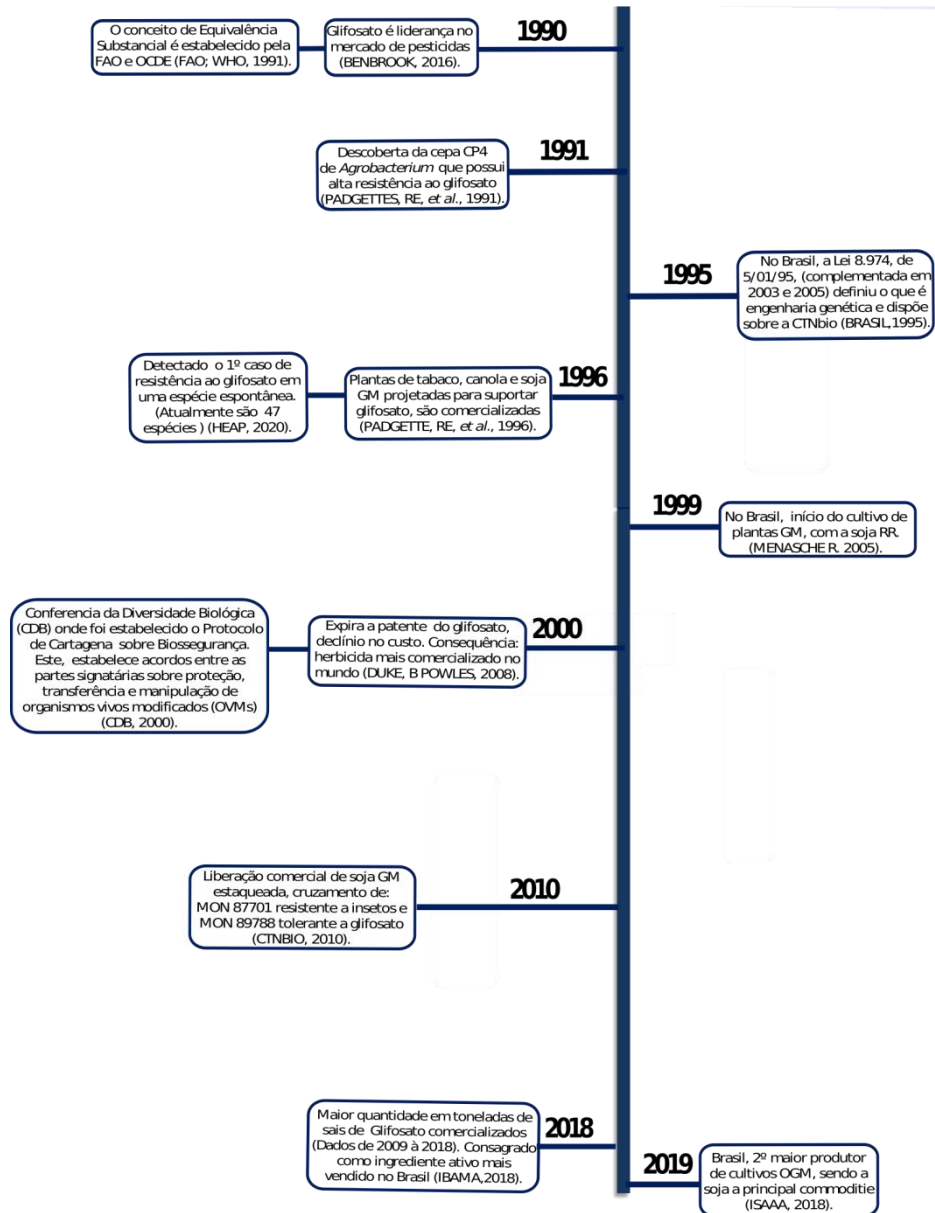 1990
O conceito de Equivalência
Substancial é estabelecido pela
FAO e OCDE (FAO; WHO, 1991).
Glifosato é liderança no
mercado de pesticidas
(BENBROOK, 2016).
1991
Descoberta da cepa CP4
de Agrobacterium que possui
alta resistência ao glifosato
(PADGETTES, RE, et al., 1991).
1995
No Brasil, a Lei 8.974, de
5/01/95, (complementada em
2003 e 2005) definiu o que é
engenharia genética e dispõe
sobre a CTNbio (BRASIL,1995).
1996
Detectado o 1º caso de
resistência ao glifosato em
uma espécie espontânea.
(Atualmente são 47
espécies ) (HEAP, 2020).
Plantas de tabaco, canola e soja
GM projetadas para suportar
glifosato, são comercializadas
(PADGETTE, RE, et al., 1996).
1999
No Brasil, início do cultivo de
plantas GM, com a soja RR.
(MENASCHE R. 2005).
2000
Conferencia da Diversidade Biológica
(CDB) onde foi estabelecido o Protocolo
de Cartagena sobre Biossegurança.
Este, estabelece acordos entre as
partes signatárias sobre proteção,
transferência e manipulação de
organismos vivos modificados (OVMs)
(CDB, 2000).
Expira a patente do glifosato,
declínio no custo. Consequência:
herbicida mais comercializado no
mundo (DUKE, B POWLES, 2008).
2010
Liberação comercial de soja GM
estaqueada, cruzamento de:
MON 87701 resistente a insetos e
MON 89788 tolerante a glifosato
(CTNBIO, 2010).
2018
Maior quantidade em toneladas de
sais de Glifosato comercializados
(Dados de 2009 à 2018). Consagrado
como ingrediente ativo mais
vendido no Brasil (IBAMA,2018).
2019
Brasil, 2º maior produtor
de cultivos OGM, sendo a
soja a principal commoditie
(ISAAA, 2018).